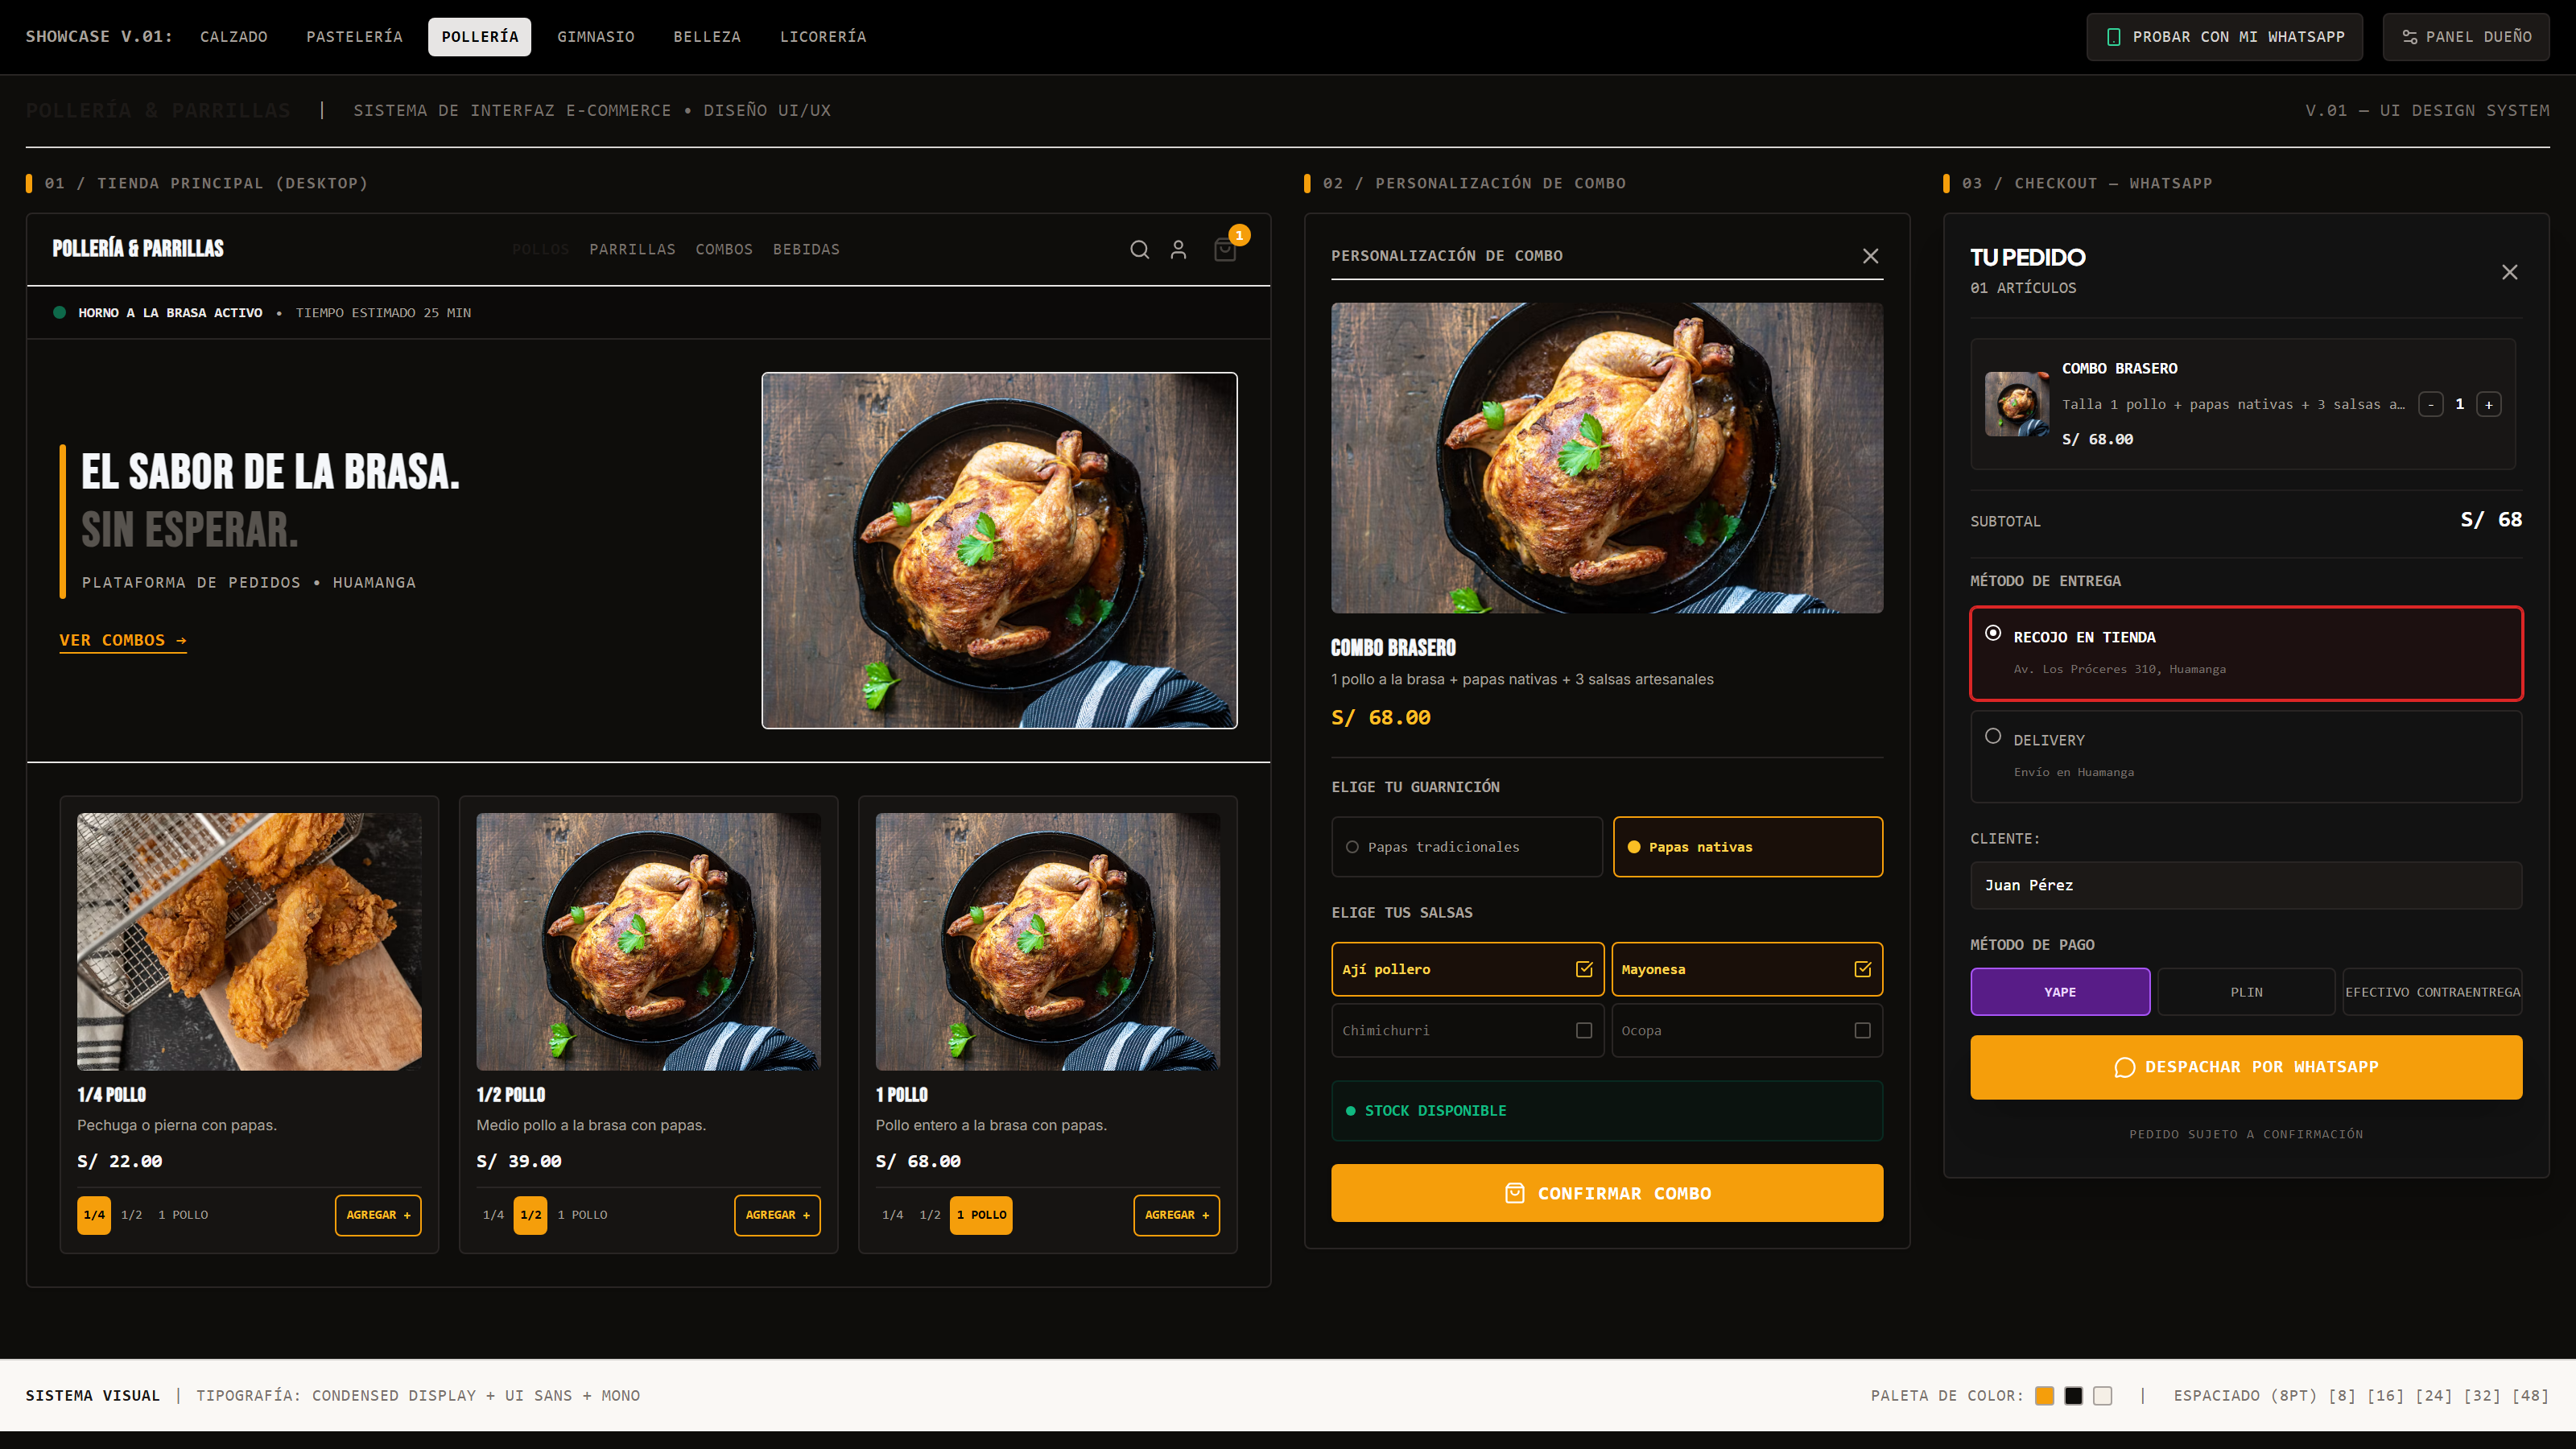 SHOWCASE V.01: CALZADO PASTELERÍA POLLERÍA GIMNASIO BELLEZA LICORERÍA PROBAR CON MI WHATSAPP PANEL DUEÑO
POLLERÍA & PARRILLAS | SISTEMA DE INTERFAZ E-COMMERCE • DISEÑO UI/UX V.01 — UI DESIGN SYSTEM
01 / TIENDA PRINCIPAL (DESKTOP)
POLLERÍA & PARRILLAS POLLOS PARRILLAS COMBOS BEBIDAS 1
HORNO A LA BRASA ACTIVO • TIEMPO ESTIMADO 25 MIN
EL SABOR DE LA BRASA.
SIN ESPERAR.
PLATAFORMA DE PEDIDOS • HUAMANGA
VER COMBOS →
1/4 POLLO
Pechuga o pierna con papas.
S/ 22.00
1/4 1/2 1 POLLO AGREGAR +
1/2 POLLO
Medio pollo a la brasa con papas.
S/ 39.00
1/4 1/2 1 POLLO AGREGAR +
1 POLLO
Pollo entero a la brasa con papas.
S/ 68.00
1/4 1/2 1 POLLO AGREGAR +
02 / PERSONALIZACIÓN DE COMBO
PERSONALIZACIÓN DE COMBO
COMBO BRASERO
1 pollo a la brasa + papas nativas + 3 salsas artesanales
S/ 68.00
ELIGE TU GUARNICIÓN
Papas tradicionales Papas nativas
ELIGE TUS SALSAS
Ají pollero Mayonesa
Chimichurri Ocopa
STOCK DISPONIBLE
CONFIRMAR COMBO
03 / CHECKOUT — WHATSAPP
TU PEDIDO
01 ARTÍCULOS
COMBO BRASERO
Talla 1 pollo + papas nativas + 3 salsas a… - 1 +
S/ 68.00
SUBTOTAL S/ 68
MÉTODO DE ENTREGA
RECOJO EN TIENDA
Av. Los Próceres 310, Huamanga
DELIVERY
Envío en Huamanga
CLIENTE:
Juan Pérez
MÉTODO DE PAGO
YAPE PLIN EFECTIVO CONTRAENTREGA
DESPACHAR POR WHATSAPP
PEDIDO SUJETO A CONFIRMACIÓN
SISTEMA VISUAL | TIPOGRAFÍA: CONDENSED DISPLAY + UI SANS + MONO PALETA DE COLOR: | ESPACIADO (8PT) [8] [16] [24] [32] [48]